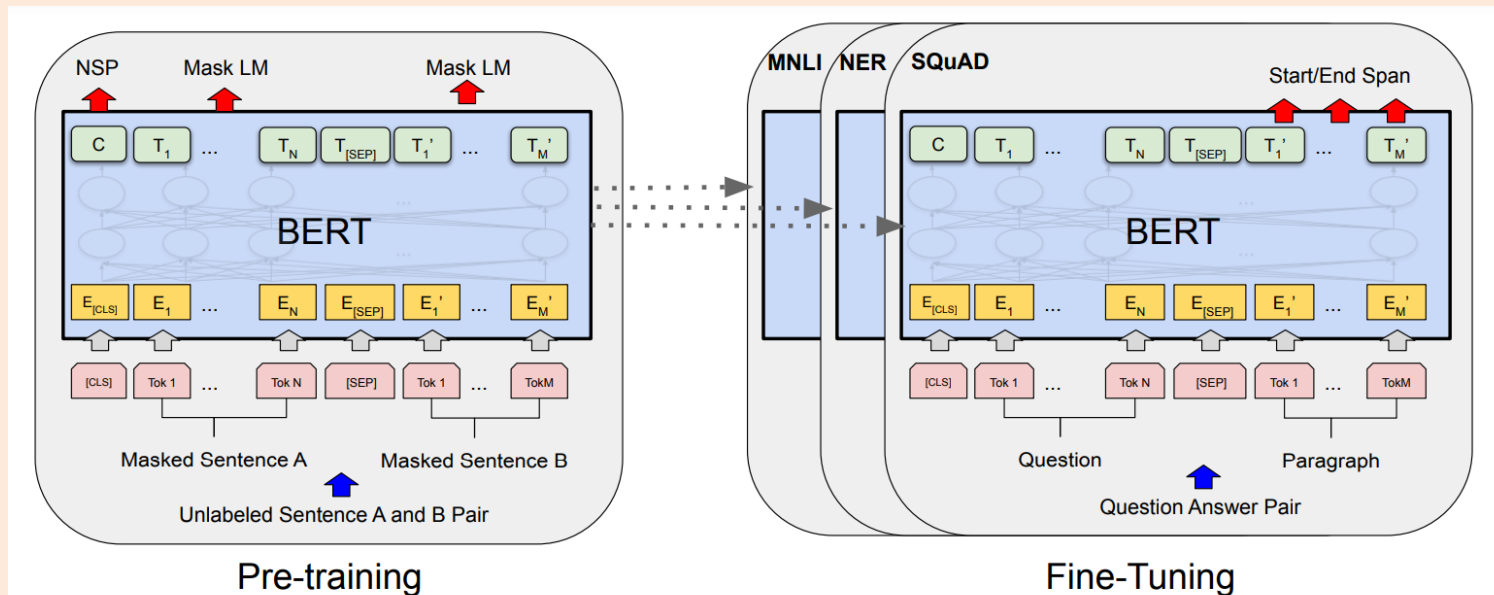 NSP Mask LM Mask LM
C T1 ... TN T[SEP] T1' ... TM'
...
BERT
...
E[CLS] E1 ... EN E[SEP] E1' ... EM'
[CLS] Tok 1 ... Tok N [SEP] Tok 1 ... TokM
Masked Sentence A Masked Sentence B
Unlabeled Sentence A and B Pair
Pre-training
MNLI NER SQuAD
Start/End Span
C T1 ... TN T[SEP] T1' ... TM'
...
BERT
...
E[CLS] E1 ... EN E[SEP] E1' ... EM'
[CLS] Tok 1 ... Tok N [SEP] Tok 1 ... TokM
Question Paragraph
Question Answer Pair
Fine-Tuning